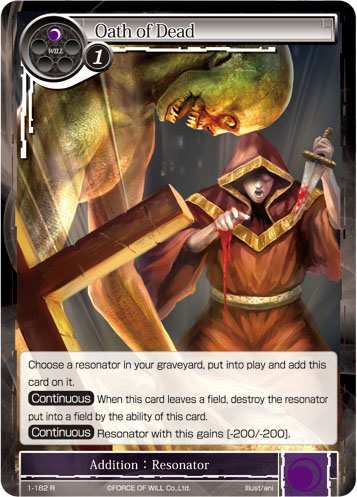 Oath of Dead
WILL
1
Choose a resonator in your graveyard, put into play and add this
card on it.
Continuous When this card leaves a field, destroy the resonator
put into a field by the ability of this card.
Continuous Resonator with this gains [-200/-200].
Addition : Resonator
1-182 R ©FORCE OF WILL Co.,Ltd. Illust/ani